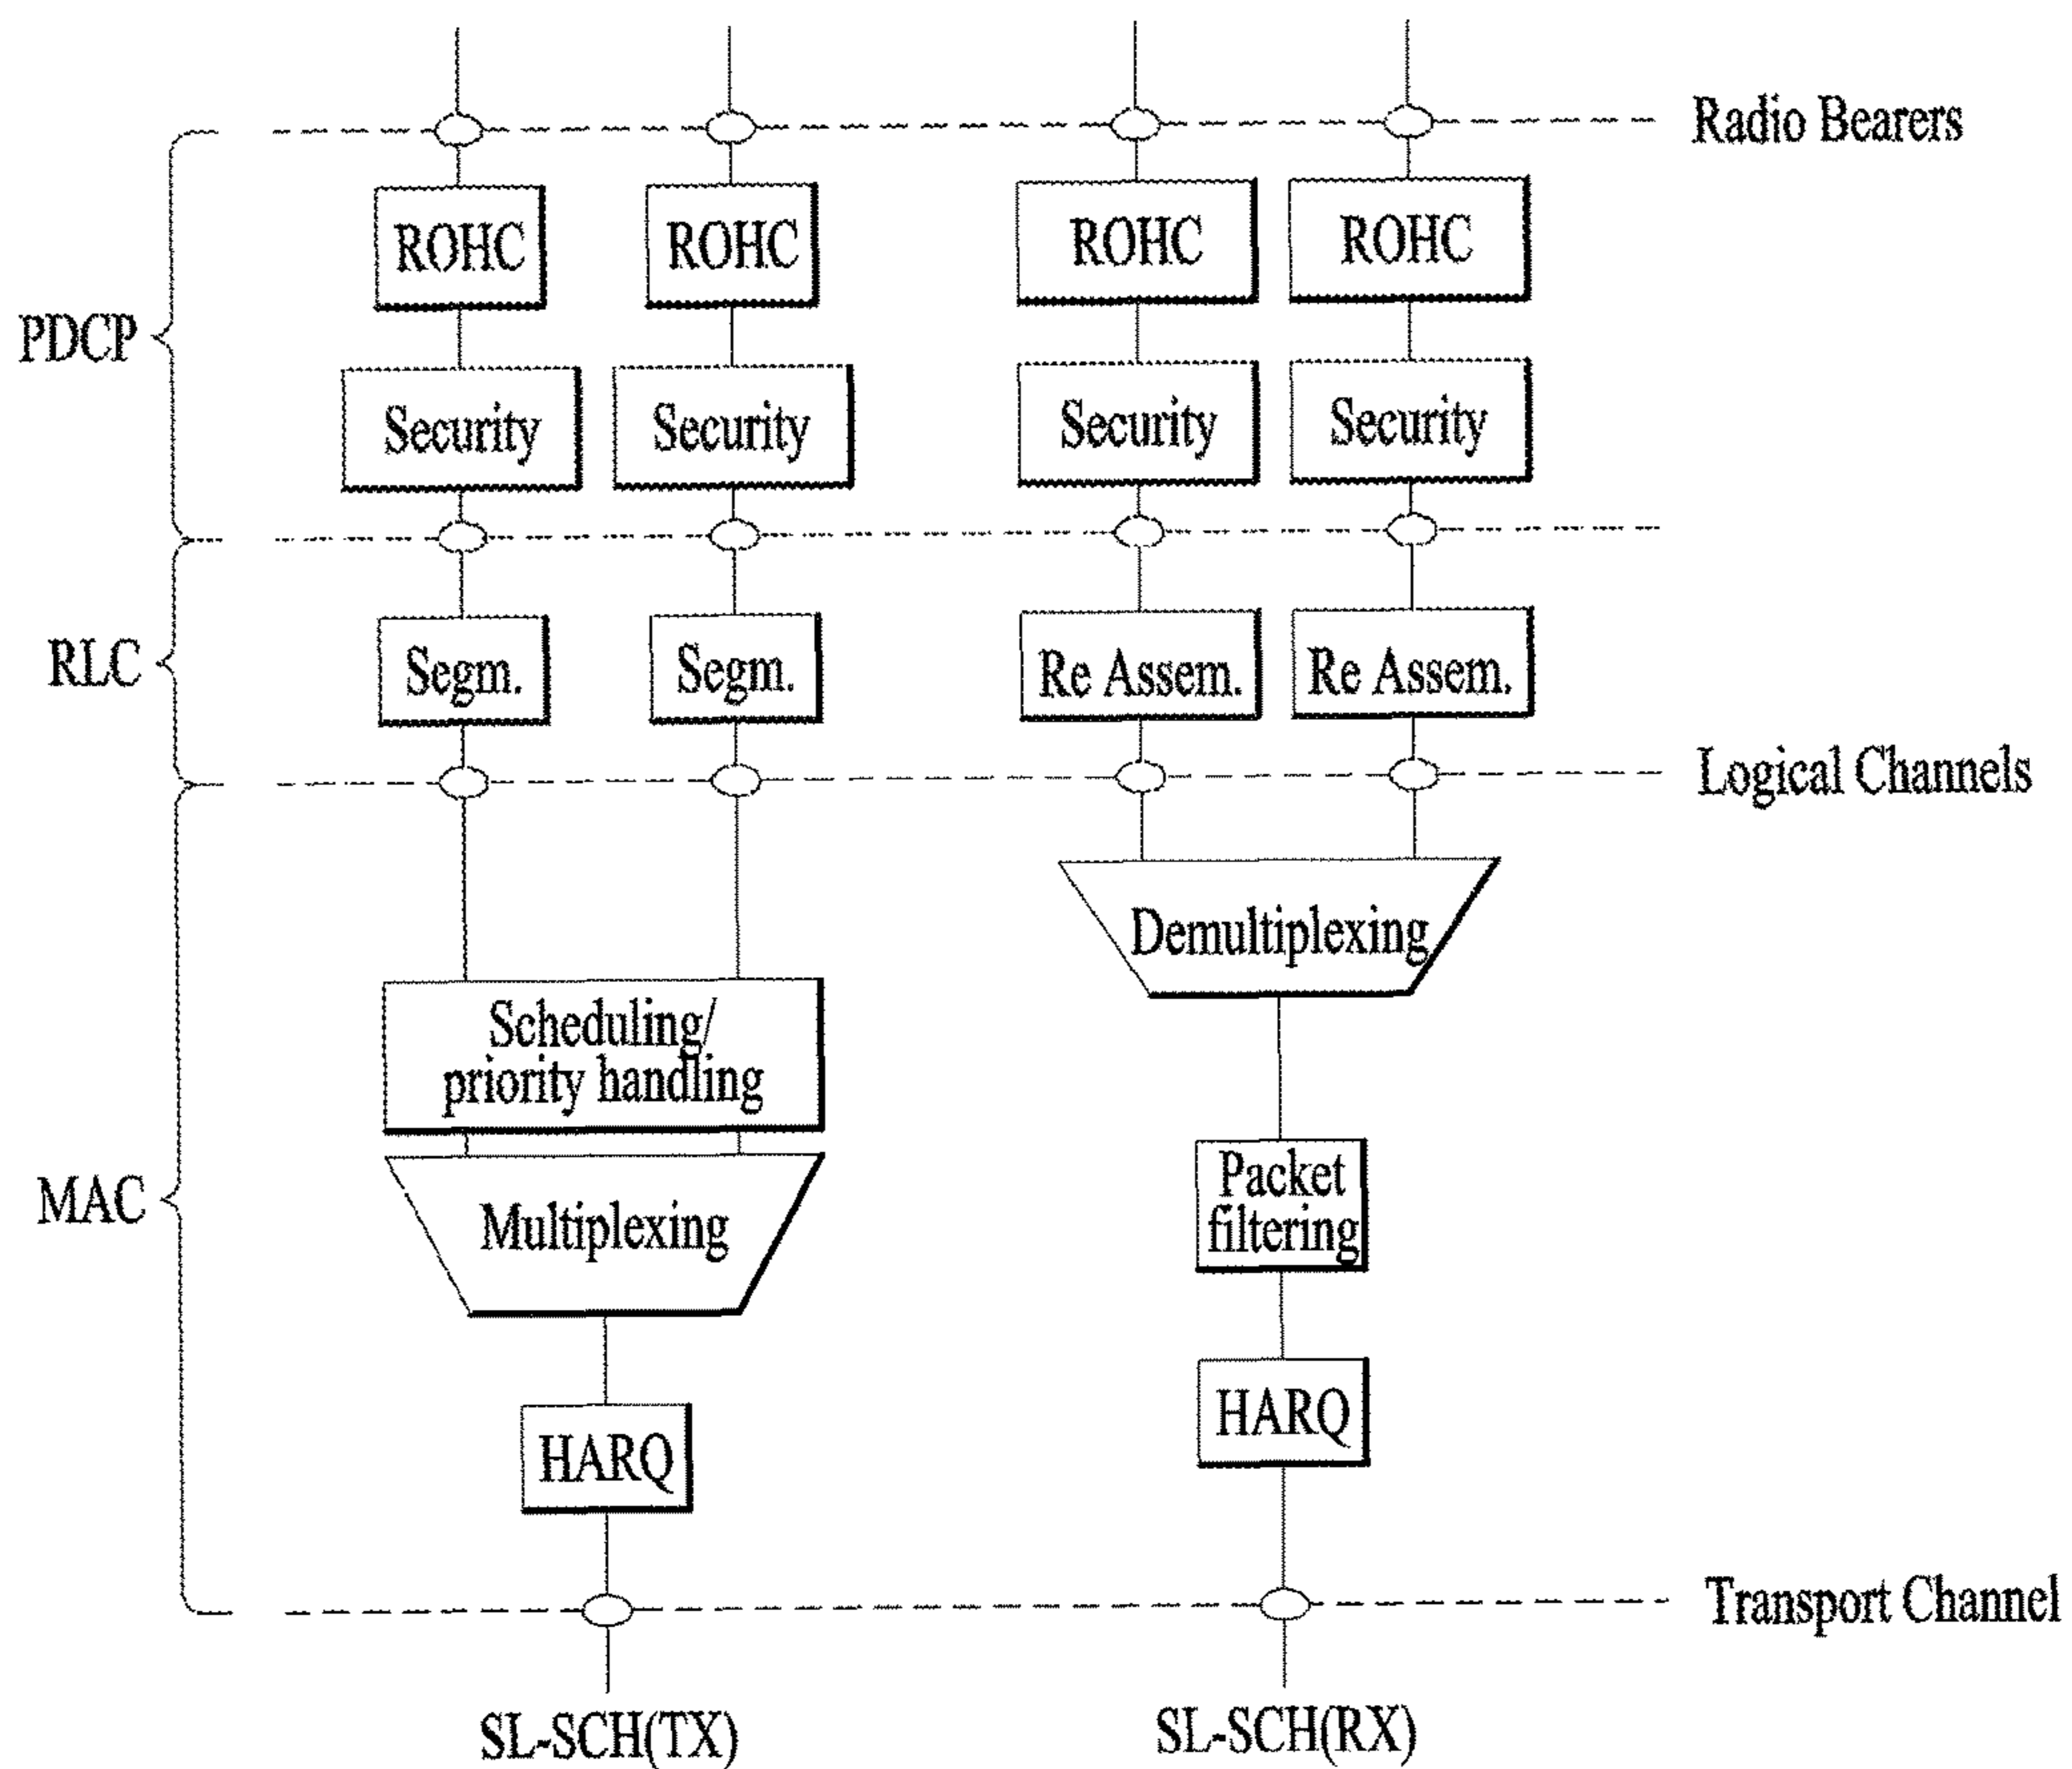 Radio Bearers
ROHC
ROHC
ROHC
ROHC
PDCP
Security
Security
Security
Security
RLC
Segm.
Segm.
Re Assem.
Re Assem.
Logical Channels
Demultiplexing
Scheduling/
priority handling
MAC
Multiplexing
Packet
filtering
HARQ
HARQ
Transport Channel
SL-SCH(TX)
SL-SCH(RX)